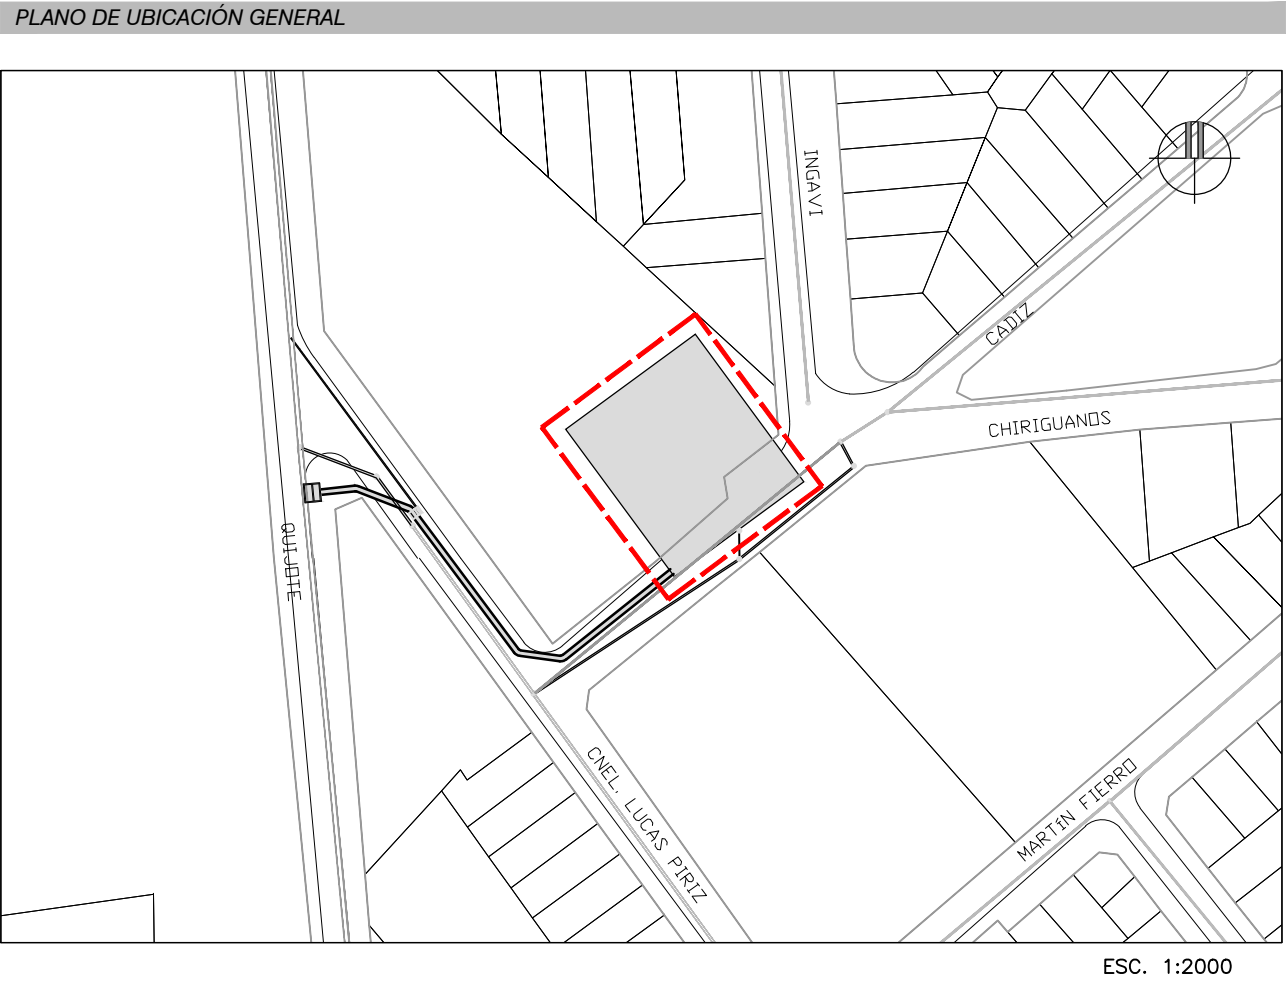 PLANO DE UBICACIÓN GENERAL
INGAVI
CADIZ
CHIRIGUANOS
QUIJOTE
CNEL. LUCAS PIRIZ
MARTíN FIERRO
ESC. 1:2000